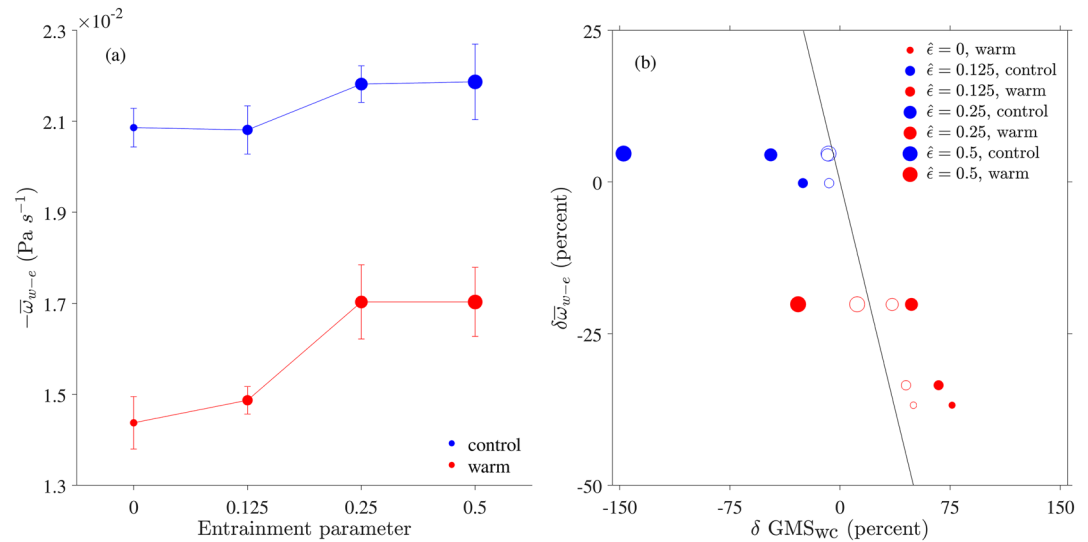 ×10⁻²
2.3
2.1
1.9
1.7
1.5
1.3
−ω̅w−e (Pa s⁻¹)
(a)
control
warm
0
0.125
0.25
0.5
Entrainment parameter
25
0
-25
-50
δω̅w−e (percent)
(b)
ϵ̂ = 0, warm
ϵ̂ = 0.125, control
ϵ̂ = 0.125, warm
ϵ̂ = 0.25, control
ϵ̂ = 0.25, warm
ϵ̂ = 0.5, control
ϵ̂ = 0.5, warm
-150
-75
0
75
150
δ GMSWC (percent)